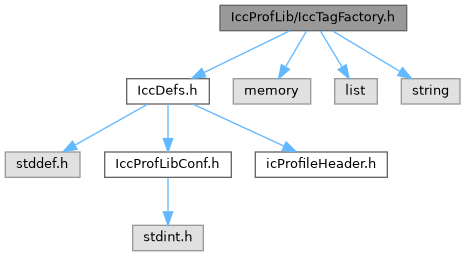 IccProfLib/IccTagFactory.h
IccDefs.h
memory
list
string
stddef.h
IccProfLibConf.h
icProfileHeader.h
stdint.h